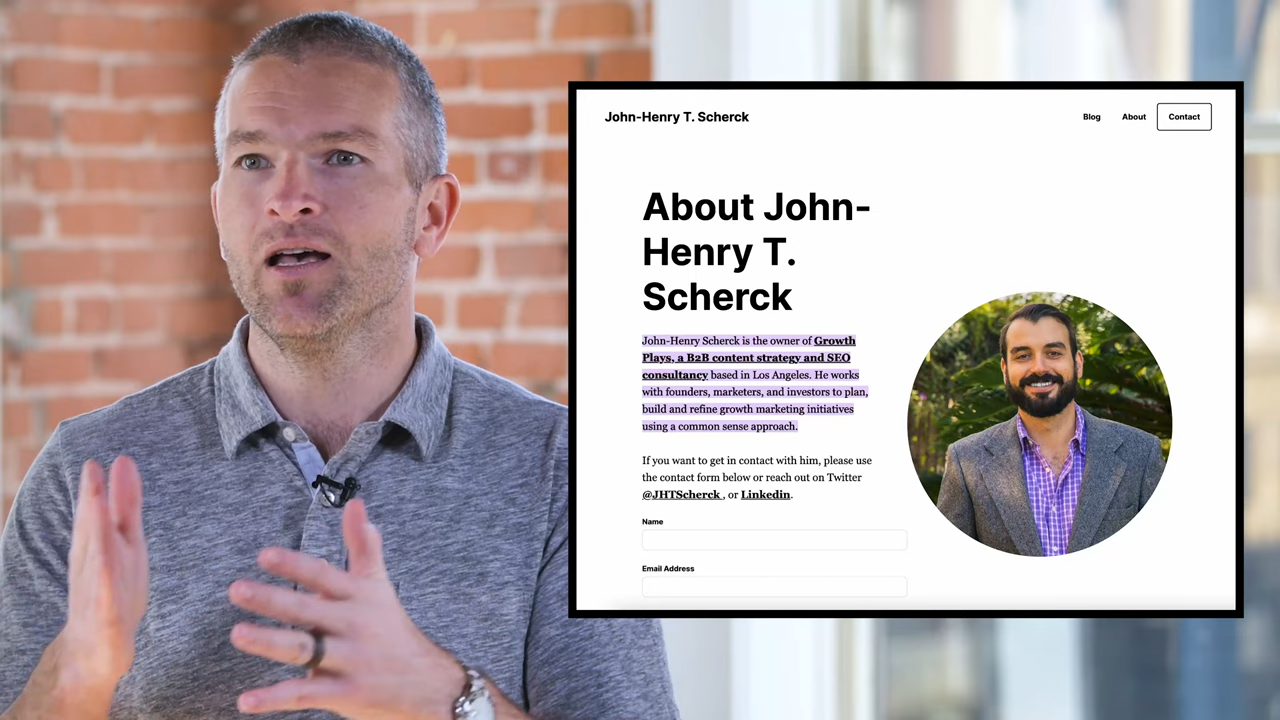 John-Henry T. Scherck
Blog About Contact
About John-
Henry T.
Scherck
John-Henry Scherck is the owner of Growth
Plays, a B2B content strategy and SEO
consultancy based in Los Angeles. He works
with founders, marketers, and investors to plan,
build and refine growth marketing initiatives
using a common sense approach.
If you want to get in contact with him, please use
the contact form below or reach out on Twitter
@JHTScherck , or Linkedin.
Name
Email Address